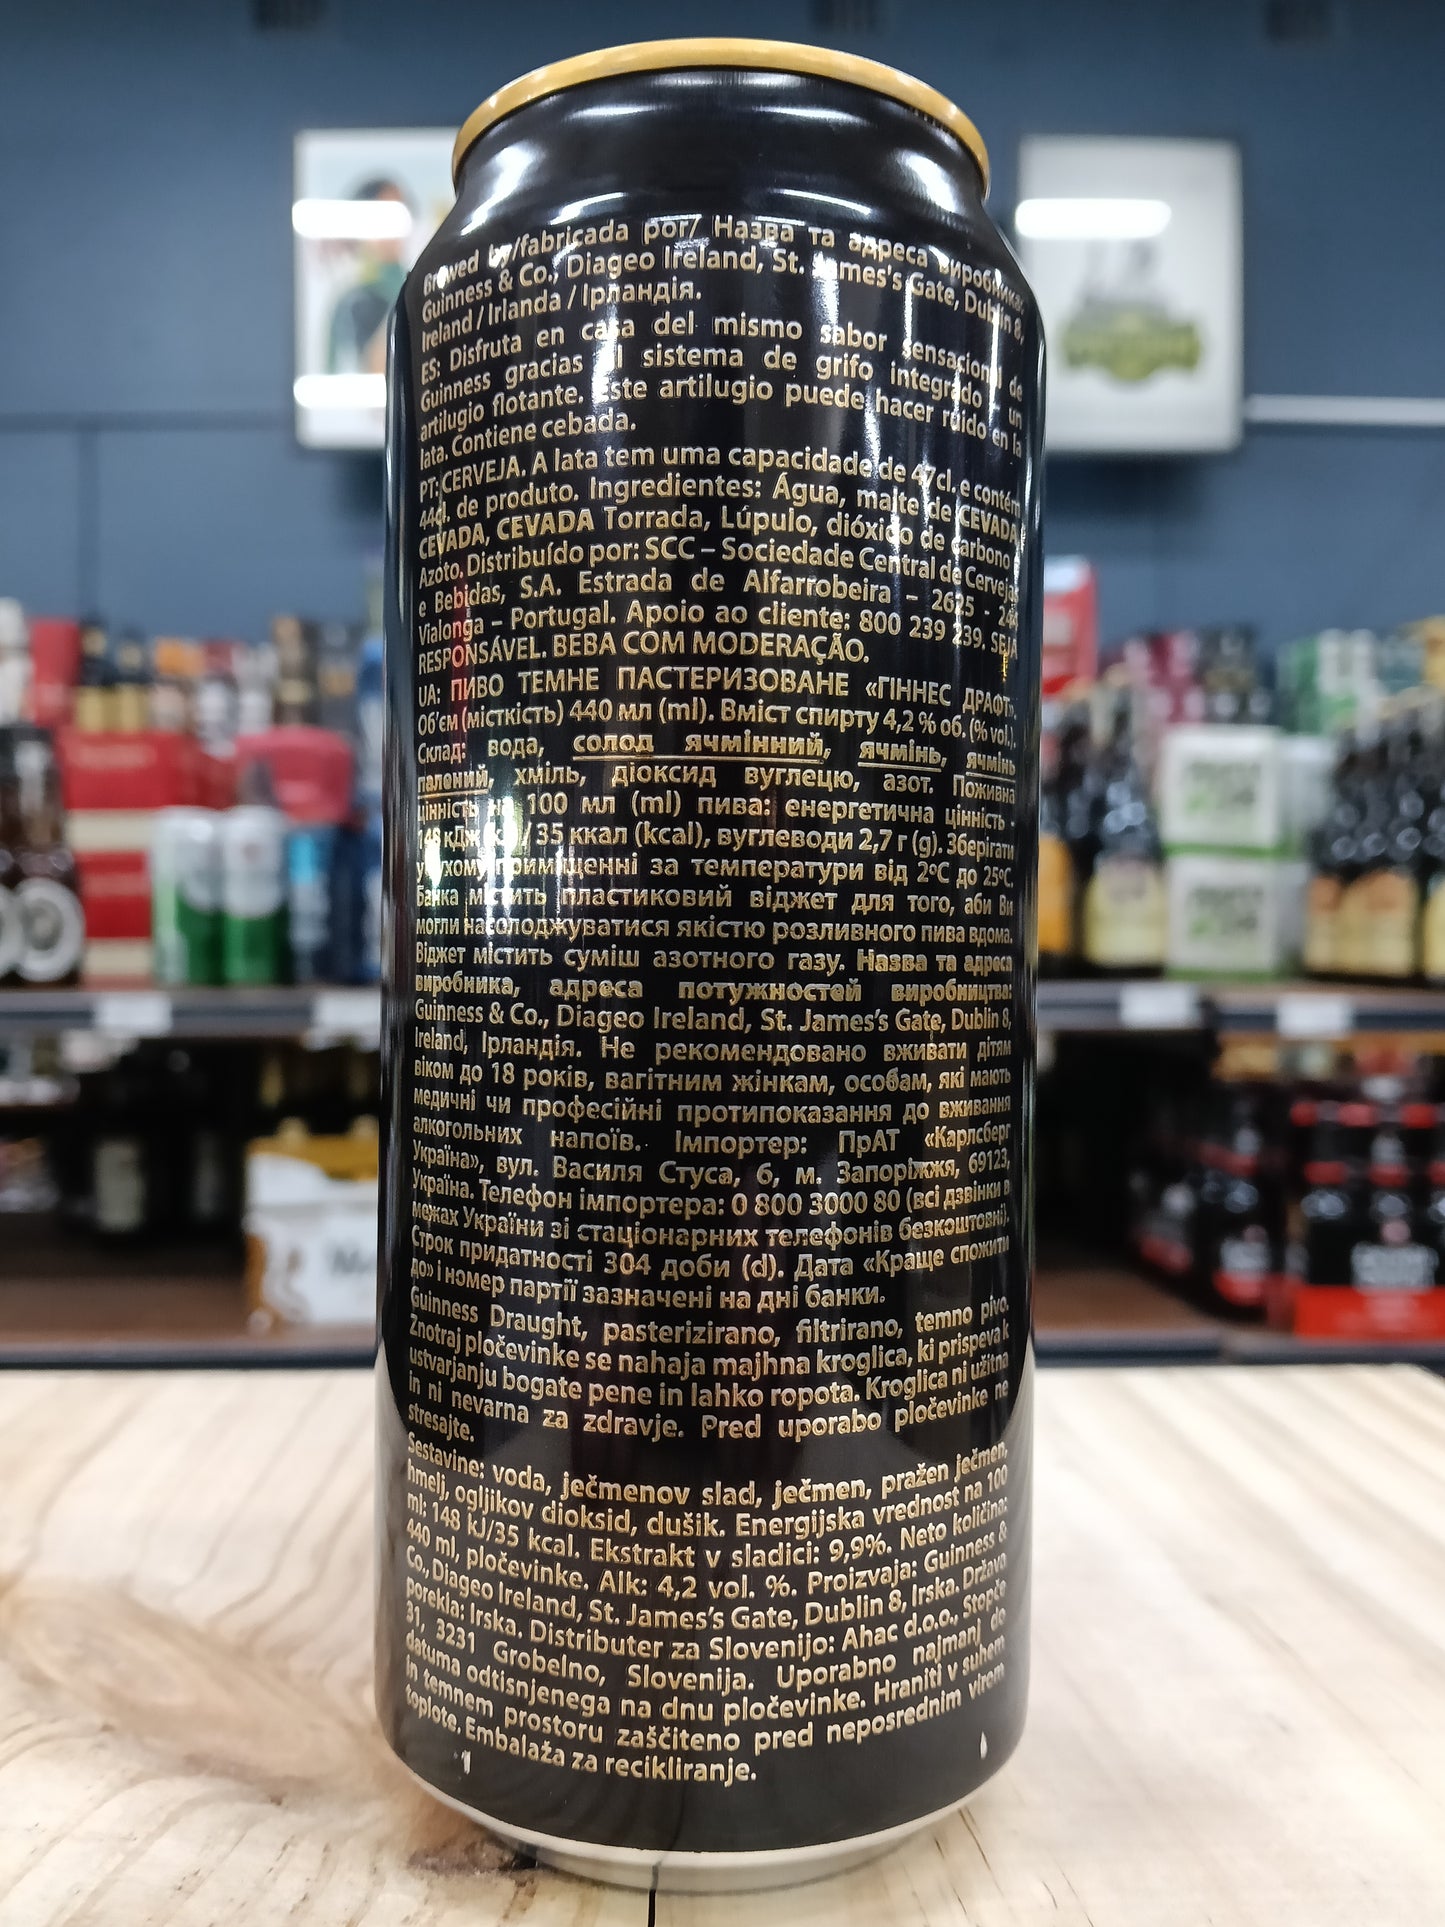 Brewed by/fabricada por/ Назва та адреса виробника:
Guinness & Co., Diageo Ireland, St. James's Gate, Dublin 8,
Ireland / Irlanda / Ірландія.
ES: Disfruta en casa del mismo sabor sensacional de
Guinness gracias al sistema de grifo integrado – un
artilugio flotante. Este artilugio puede hacer ruido en la
lata. Contiene cebada.
PT: CERVEJA. A lata tem uma capacidade de 47cl. e contém
44cl. de produto. Ingredientes: Água, malte de CEVADA,
CEVADA, CEVADA Torrada, Lúpulo, dióxido de carbono
Azoto. Distribuído por: SCC – Sociedade Central de Cervejas
e Bebidas, S.A. Estrada de Alfarrobeira – 2625 -
Vialonga – Portugal. Apoio ao cliente: 800 239 239. SEJA
RESPONSÁVEL. BEBA COM MODERAÇÃO.
UA: ПИВО ТЕМНЕ ПАСТЕРИЗОВАНЕ «ГІННЕС ДРАФТ».
Об'єм (місткість) 440 мл (ml). Вміст спирту 4,2 % об. (% vol.).
Склад: вода, солод ячмінний, ячмінь, ячмінь
палений, хміль, діоксид вуглецю, азот. Поживна
цінність на 100 мл (ml) пива: енергетична цінність -
148 кДж / 35 ккал (kcal), вуглеводи 2,7 г (g). Зберігати
у сухому приміщенні за температури від 2ºC до 25ºC.
Банка містить пластиковий віджет для того, аби Ви
могли насолоджуватися якістю розливного пива вдома.
Віджет містить суміш азотного газу. Назва та адреса
виробника, адреса потужностей виробництва:
Guinness & Co., Diageo Ireland, St. James's Gate, Dublin 8,
Ireland, Ірландія. Не рекомендовано вживати дітям
віком до 18 років, вагітним жінкам, особам, які мають
медичні чи професійні протипоказання до вживання
алкогольних напоїв. Імпортер: ПрАТ «Карлсберг
Україна», вул. Василя Стуса, 6, м. Запоріжжя, 69123,
Україна. Телефон імпортера: 0 800 3000 80 (всі дзвінки в
межах України зі стаціонарних телефонів безкоштовні).
Строк придатності 304 доби (d). Дата «Краще спожити
до» і номер партії зазначені на дні банки.
Guinness Draught, pasterizirano, filtrirano, temno pivo.
Znotraj pločevinke se nahaja majhna kroglica, ki prispeva k
ustvarjanju bogate pene in lahko ropota. Kroglica ni užitna
in ni nevarna za zdravje. Pred uporabo pločevinke ne
stresajte.
Sestavine: voda, ječmenov slad, ječmen, pražen ječmen,
hmelj, ogljikov dioksid, dušik. Energijska vrednost na 100
ml: 148 kJ/35 kcal. Ekstrakt v sladici: 9,9%. Neto količina:
440 ml, pločevinke. Alk: 4,2 vol. %. Proizvaja: Guinness &
Co., Diageo Ireland, St. James's Gate, Dublin 8, Irska. Država
porekla: Irska. Distributer za Slovenijo: Ahac d.o.o., Stopče
31, 3231 Grobelno, Slovenija. Uporabno najmanj do
datuma odtisnjenega na dnu pločevinke. Hraniti v suhem
in temnem prostoru zaščiteno pred neposrednim virom
toplote. Embalaža za recikliranje.